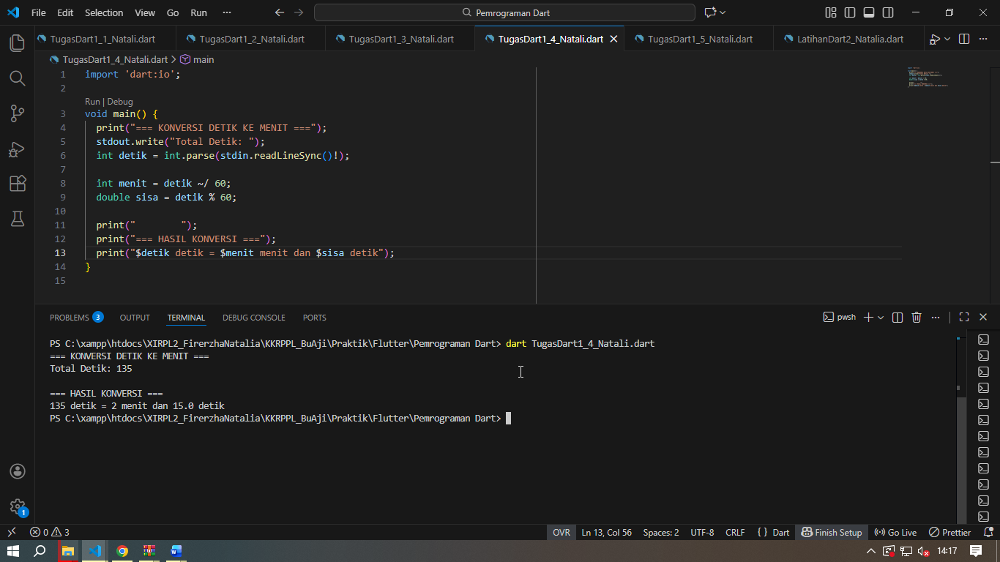 File Edit Selection View Go Run ··· Pemrograman Dart
TugasDart1_1_Natali.dart TugasDart1_2_Natali.dart TugasDart1_3_Natali.dart TugasDart1_4_Natali.dart TugasDart1_5_Natali.dart LatihanDart2_Natalia.dart
TugasDart1_4_Natali.dart > main
1 import 'dart:io';
2
Run | Debug
3 void main() {
4 print("=== KONVERSI DETIK KE MENIT ===");
5 stdout.write("Total Detik: ");
6 int detik = int.parse(stdin.readLineSync()!);
7
8 int menit = detik ~/ 60;
9 double sisa = detik % 60;
10
11 print("        ");
12 print("=== HASIL KONVERSI ===");
13 print("$detik detik = $menit menit dan $sisa detik");
14 }
15
PROBLEMS 3 OUTPUT TERMINAL DEBUG CONSOLE PORTS pwsh
PS C:\xampp\htdocs\XIRPL2_FirerzhaNatalia\KKRPPL_BuAji\Praktik\Flutter\Pemrograman Dart> dart TugasDart1_4_Natali.dart
=== KONVERSI DETIK KE MENIT ===
Total Detik: 135
=== HASIL KONVERSI ===
135 detik = 2 menit dan 15.0 detik
PS C:\xampp\htdocs\XIRPL2_FirerzhaNatalia\KKRPPL_BuAji\Praktik\Flutter\Pemrograman Dart>
1
0 3 OVR Ln 13, Col 56 Spaces: 2 UTF-8 CRLF { } Dart Finish Setup Go Live Prettier
14:17